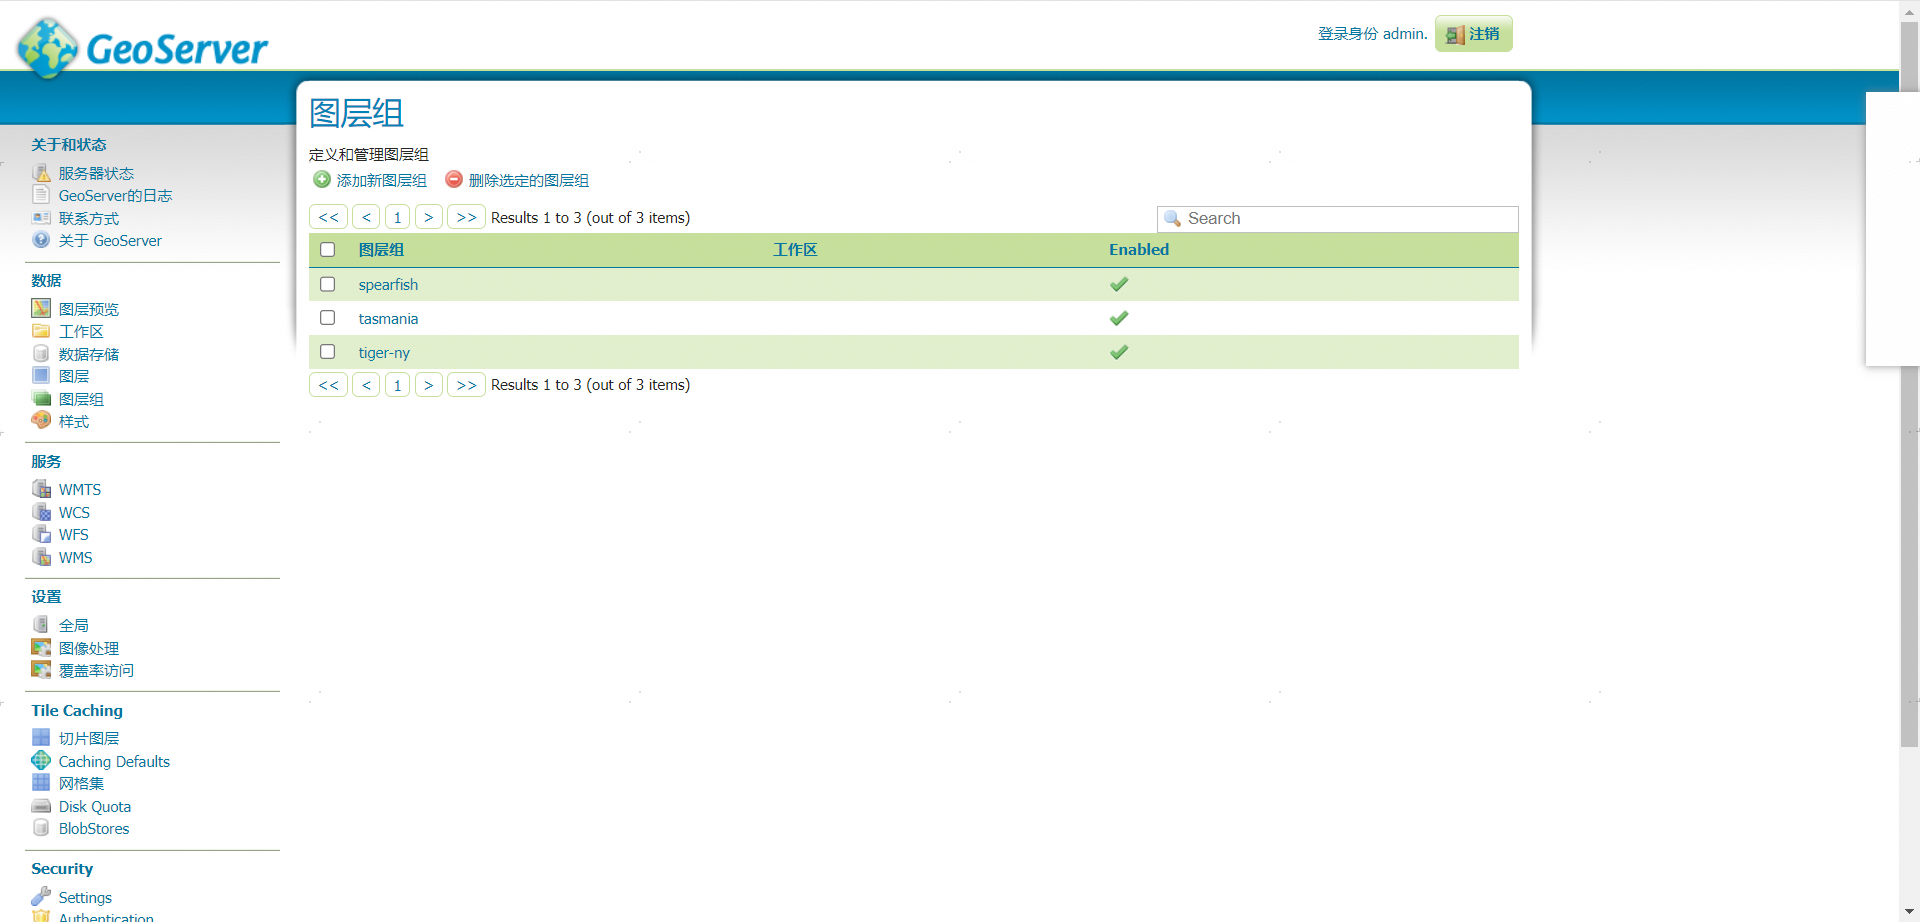 GeoServer
登录身份 admin.
注销
关于和状态
服务器状态
GeoServer的日志
联系方式
关于 GeoServer
数据
图层预览
工作区
数据存储
图层
图层组
样式
服务
WMTS
WCS
WFS
WMS
设置
全局
图像处理
覆盖率访问
Tile Caching
切片图层
Caching Defaults
网格集
Disk Quota
BlobStores
Security
Settings
Authentication
图层组
定义和管理图层组
添加新图层组 删除选定的图层组
<< < 1 > >> Results 1 to 3 (out of 3 items)
Search
图层组 工作区 Enabled
spearfish
tasmania
tiger-ny
<< < 1 > >> Results 1 to 3 (out of 3 items)